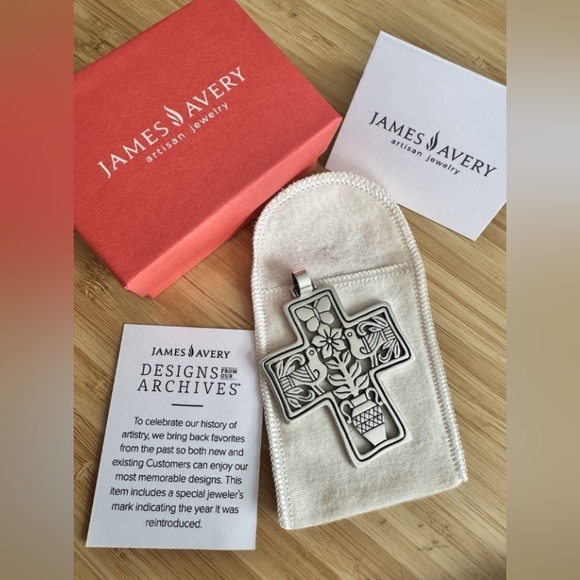 JAMES AVERY
artisan jewelry
JAMES AVERY
artisan jewelry
JAMES AVERY
DESIGNS FROM OUR
ARCHIVES™
To celebrate our history of
artistry, we bring back favorites
from the past so both new and
existing Customers can enjoy our
most memorable designs. This
item includes a special jeweler's
mark indicating the year it was
reintroduced.